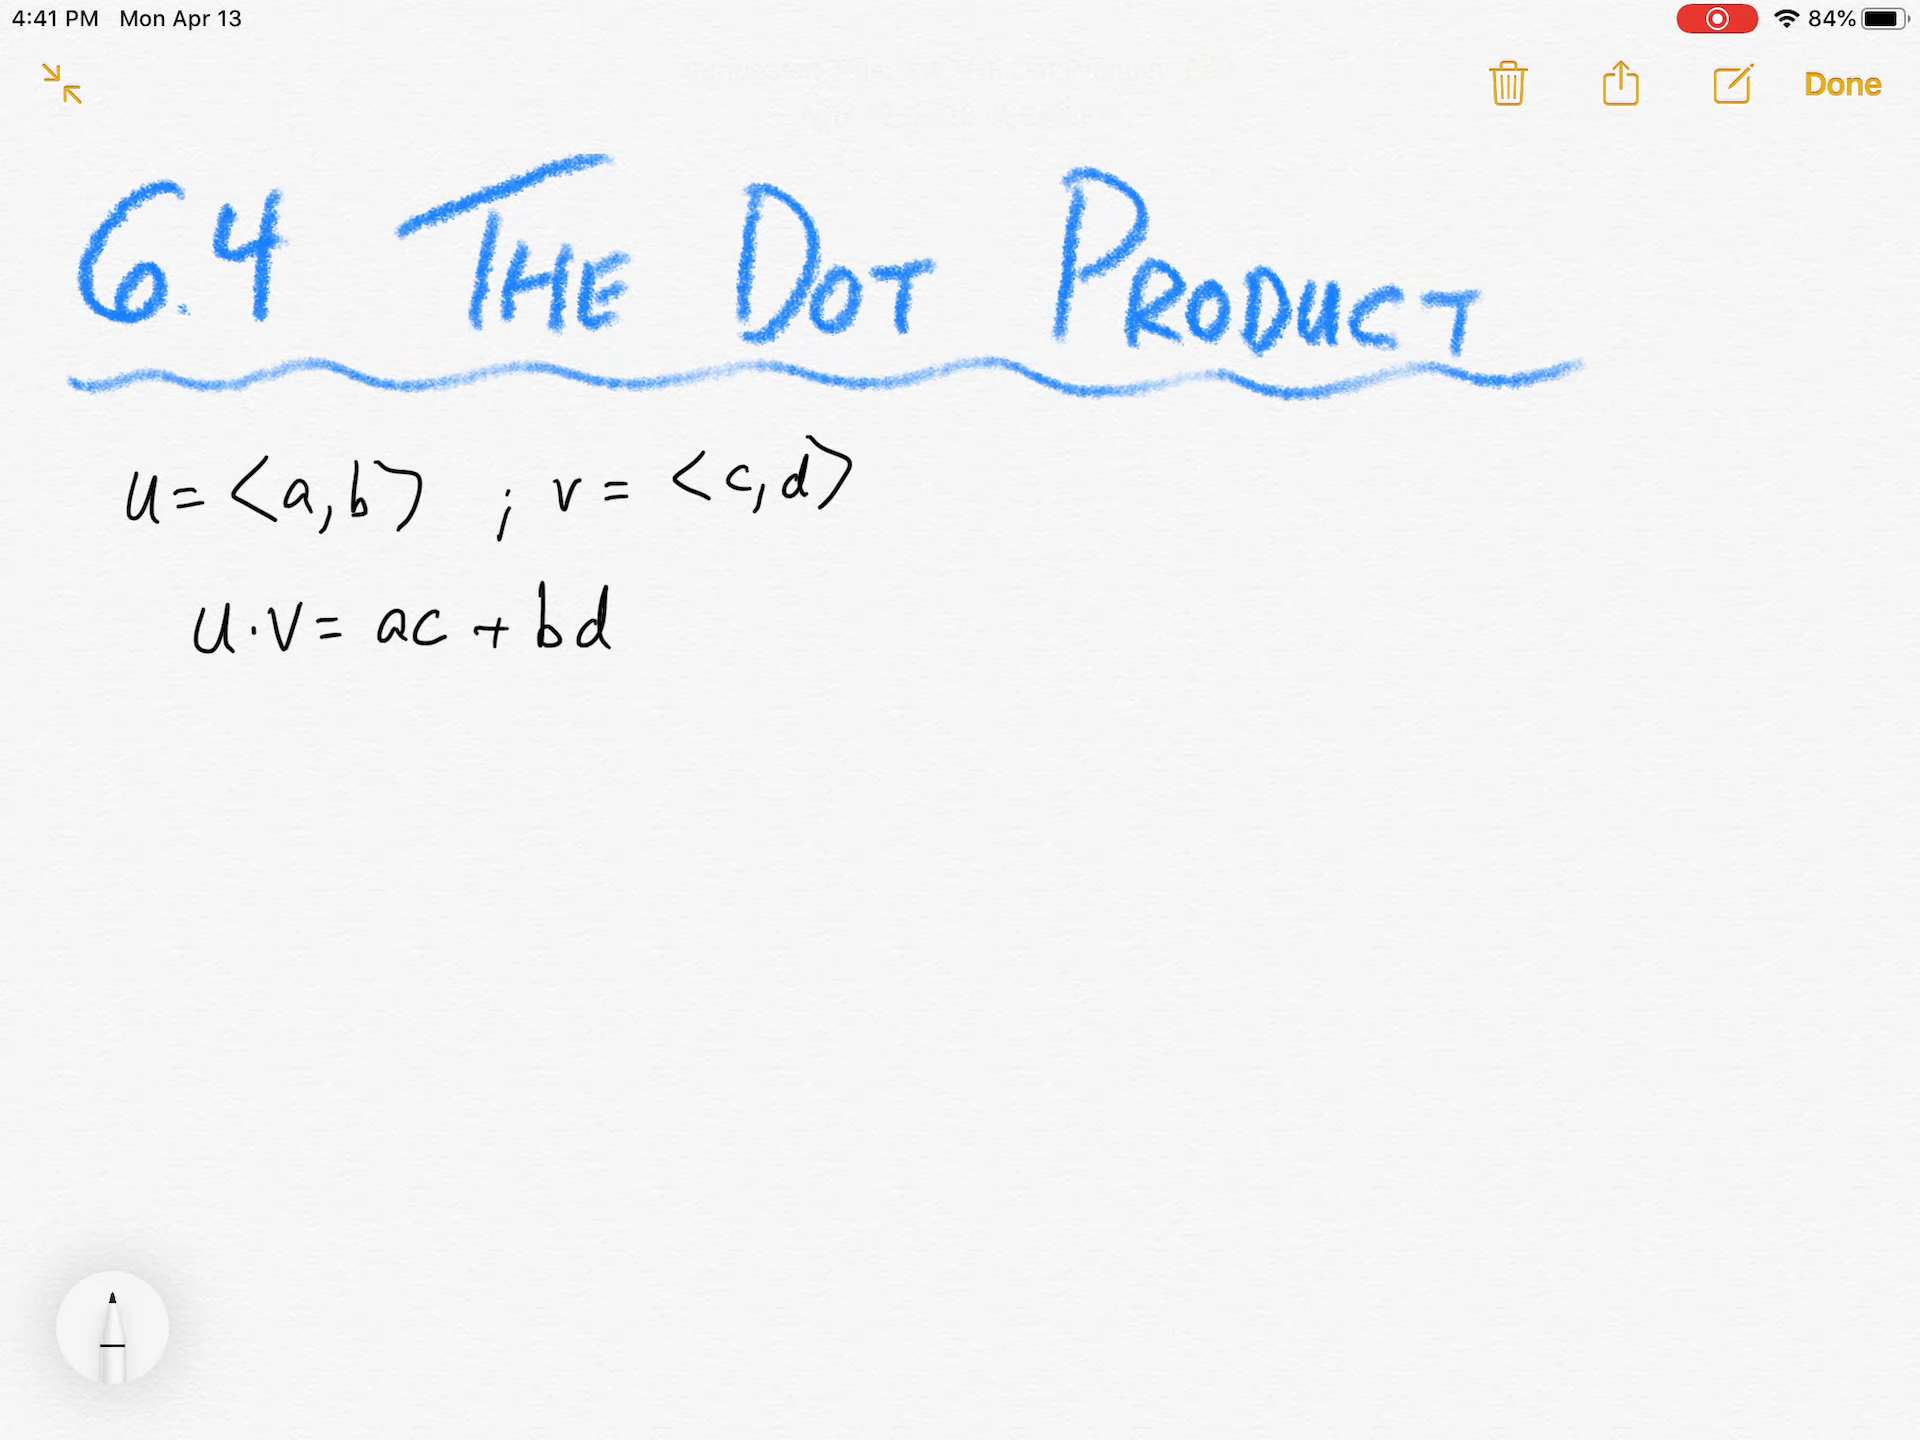 4:41 PM Mon Apr 13 84%
Done
6.4 THE DOT PRODUCT
u = <a, b> ; v = <c, d>
u · v = ac + bd